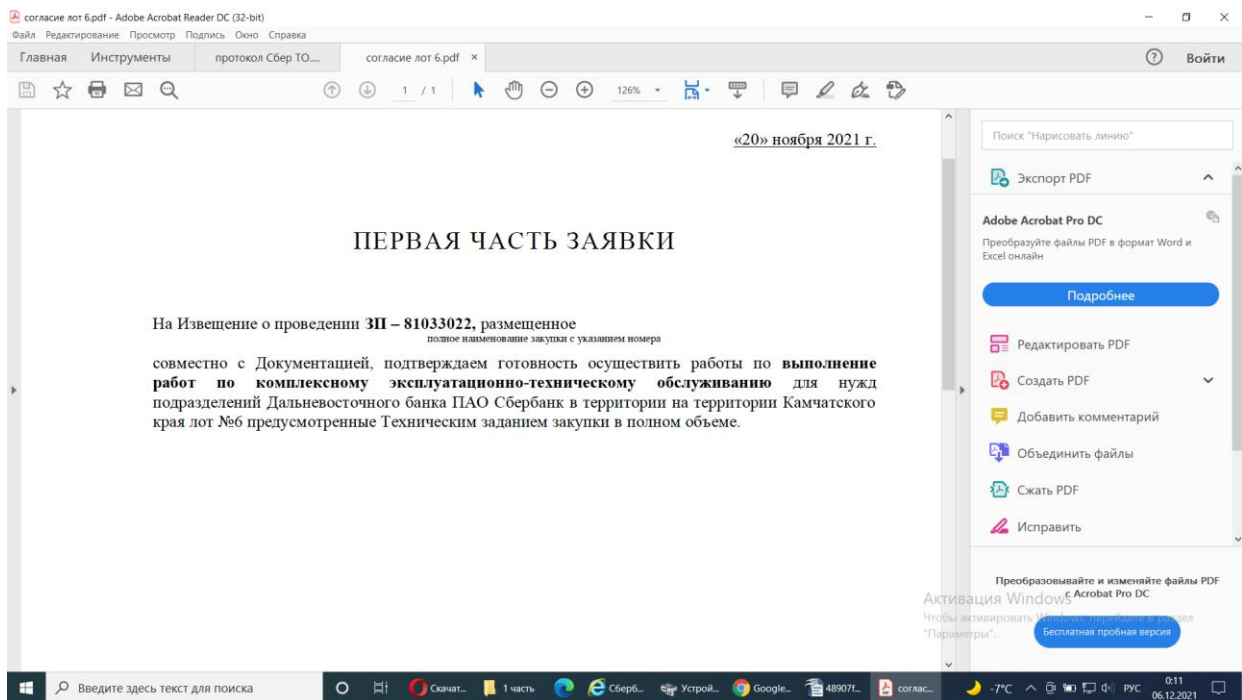 согласие лот 6.pdf - Adobe Acrobat Reader DC (32-bit)
Файл Редактирование Просмотр Подпись Окно Справка
Главная Инструменты протокол Сбер ТО.... согласие лот 6.pdf × Войти
1 / 1 126%
«20» ноября 2021 г.
ПЕРВАЯ ЧАСТЬ ЗАЯВКИ
На Извещение о проведении ЗП – 81033022, размещенное
полное наименование закупки с указанием номера
совместно с Документацией, подтверждаем готовность осуществить работы по выполнение
работ по комплексному эксплуатационно-техническому обслуживанию для нужд
подразделений Дальневосточного банка ПАО Сбербанк в территории на территории Камчатского
края лот №6 предусмотренные Техническим заданием закупки в полном объеме.
Поиск "Нарисовать линию"
Экспорт PDF
Adobe Acrobat Pro DC
Преобразуйте файлы PDF в формат Word и
Excel онлайн
Подробнее
Редактировать PDF
Создать PDF
Добавить комментарий
Объединить файлы
Сжать PDF
Исправить
Преобразовывайте и изменяйте файлы PDF
с Acrobat Pro DC
Бесплатная пробная версия
Активация Windows
Чтобы активировать Windows, перейдите в раздел
"Параметры".
Введите здесь текст для поиска
Скачат... 1 часть Сберб... Устрой... Google... 48907f... соглас... -7°C РУС 0:11
06.12.2021